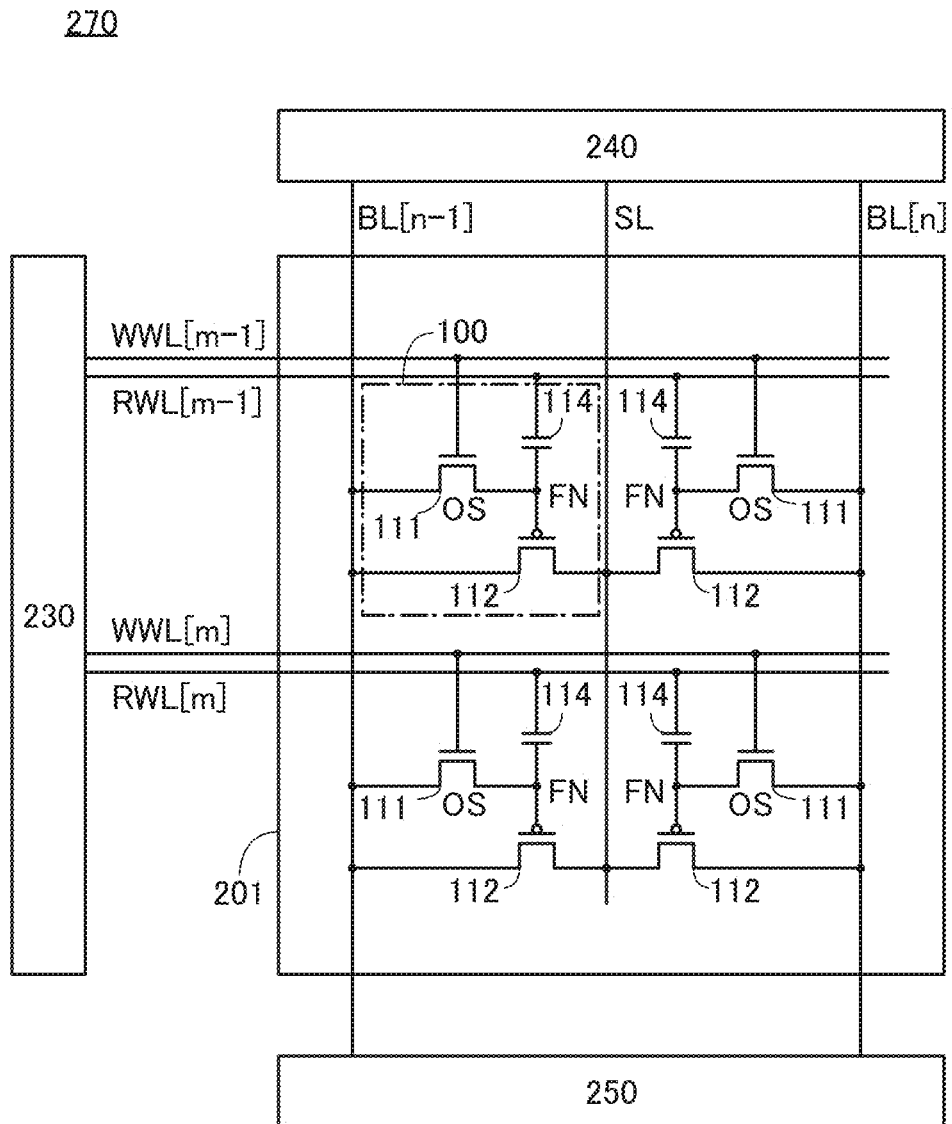 270
240
BL[n-1] SL BL[n]
WWL[m-1] 100
RWL[m-1] 114 114
111 OS FN FN OS 111
112 112
230
WWL[m]
RWL[m] 114 114
111 OS FN FN OS 111
201 112 112
250